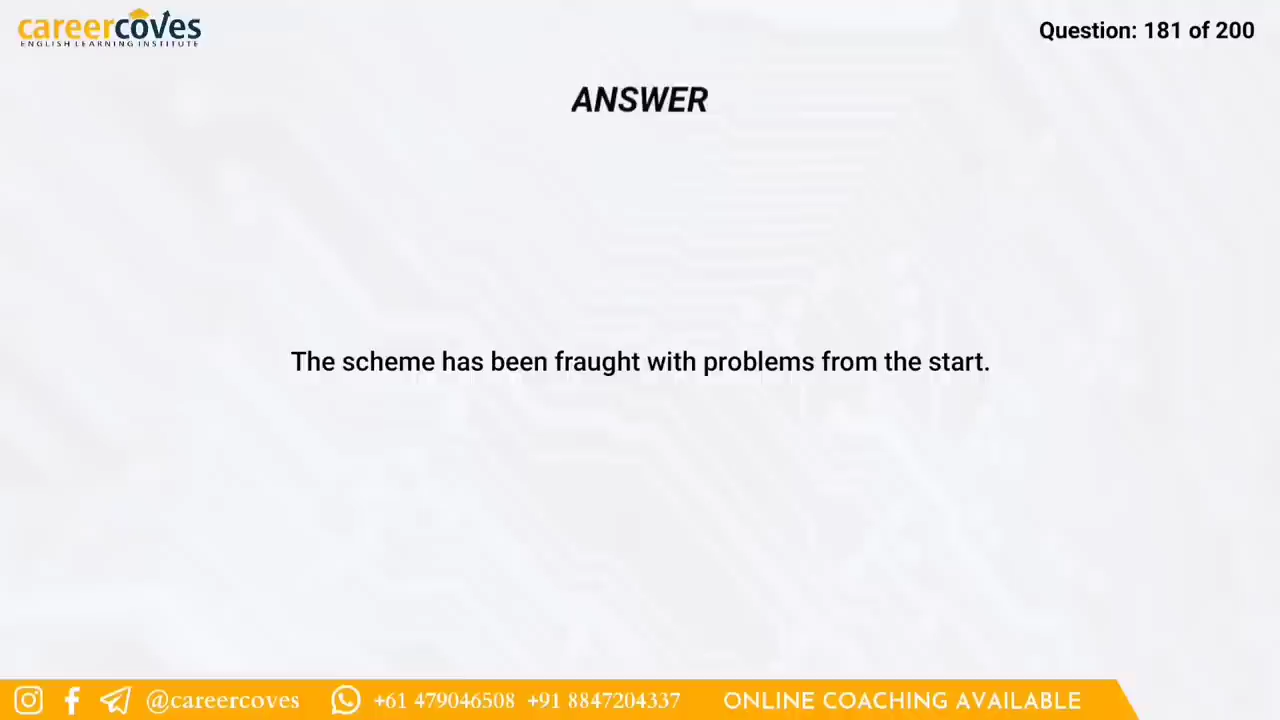 careercoves
ENGLISH LEARNING INSTITUTE
Question: 181 of 200
ANSWER
The scheme has been fraught with problems from the start.
@careercoves +61 479046508 +91 8847204337 ONLINE COACHING AVAILABLE